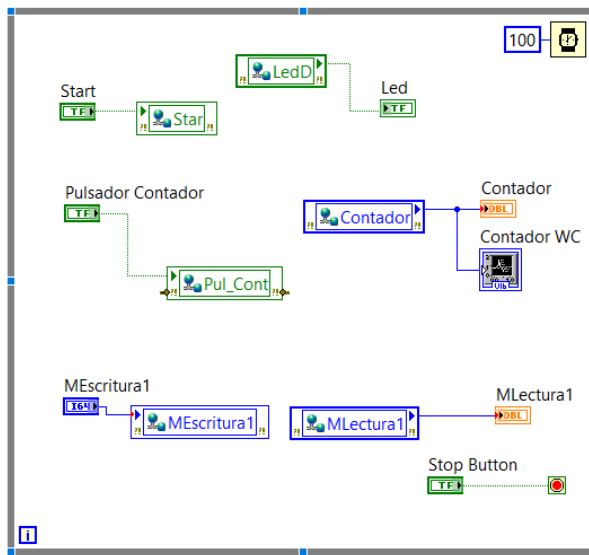 100
LedD
Start
Led
TF
TF
Star
Pulsador Contador
Contador
TF
Contador
DBL
Contador WC
Pul_Cont
MEscritura1
MLectura1
I64
MEscritura1
MLectura1
DBL
Stop Button
TF
i